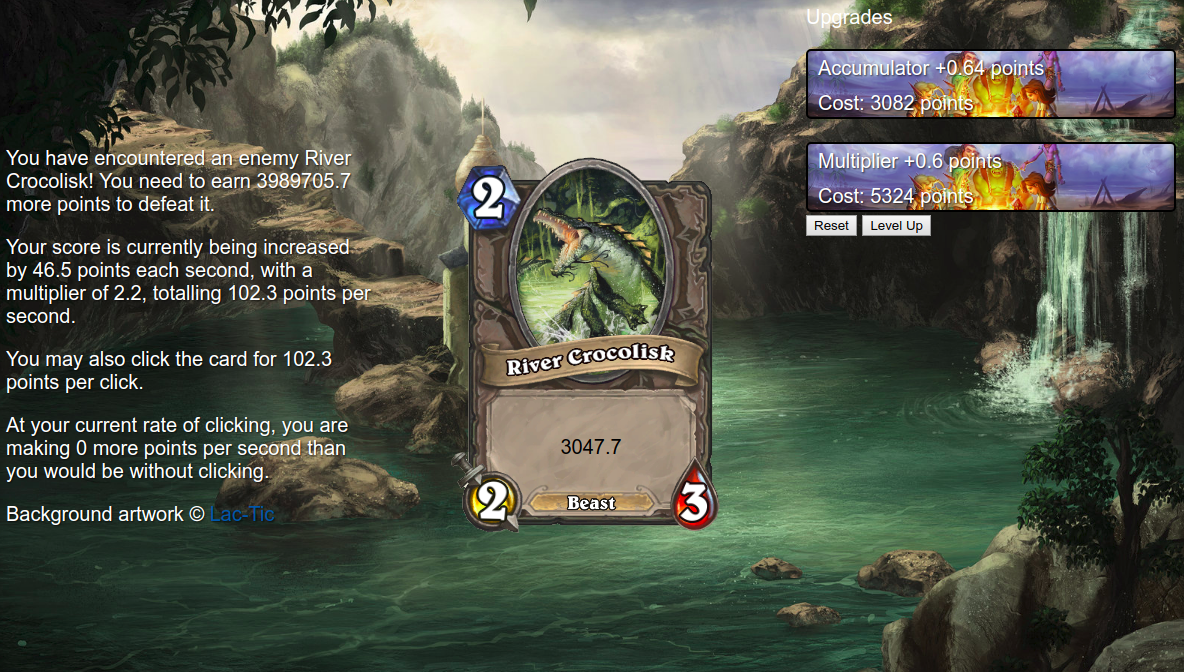 You have encountered an enemy River
Crocolisk! You need to earn 3989705.7
more points to defeat it.
Your score is currently being increased
by 46.5 points each second, with a
multiplier of 2.2, totalling 102.3 points per
second.
You may also click the card for 102.3
points per click.
At your current rate of clicking, you are
making 0 more points per second than
you would be without clicking.
Background artwork © Lac-Tic
2
River Crocolisk
3047.7
2
Beast
3
Upgrades
Accumulator +0.64 points
Cost: 3082 points
Multiplier +0.6 points
Cost: 5324 points
Reset
Level Up